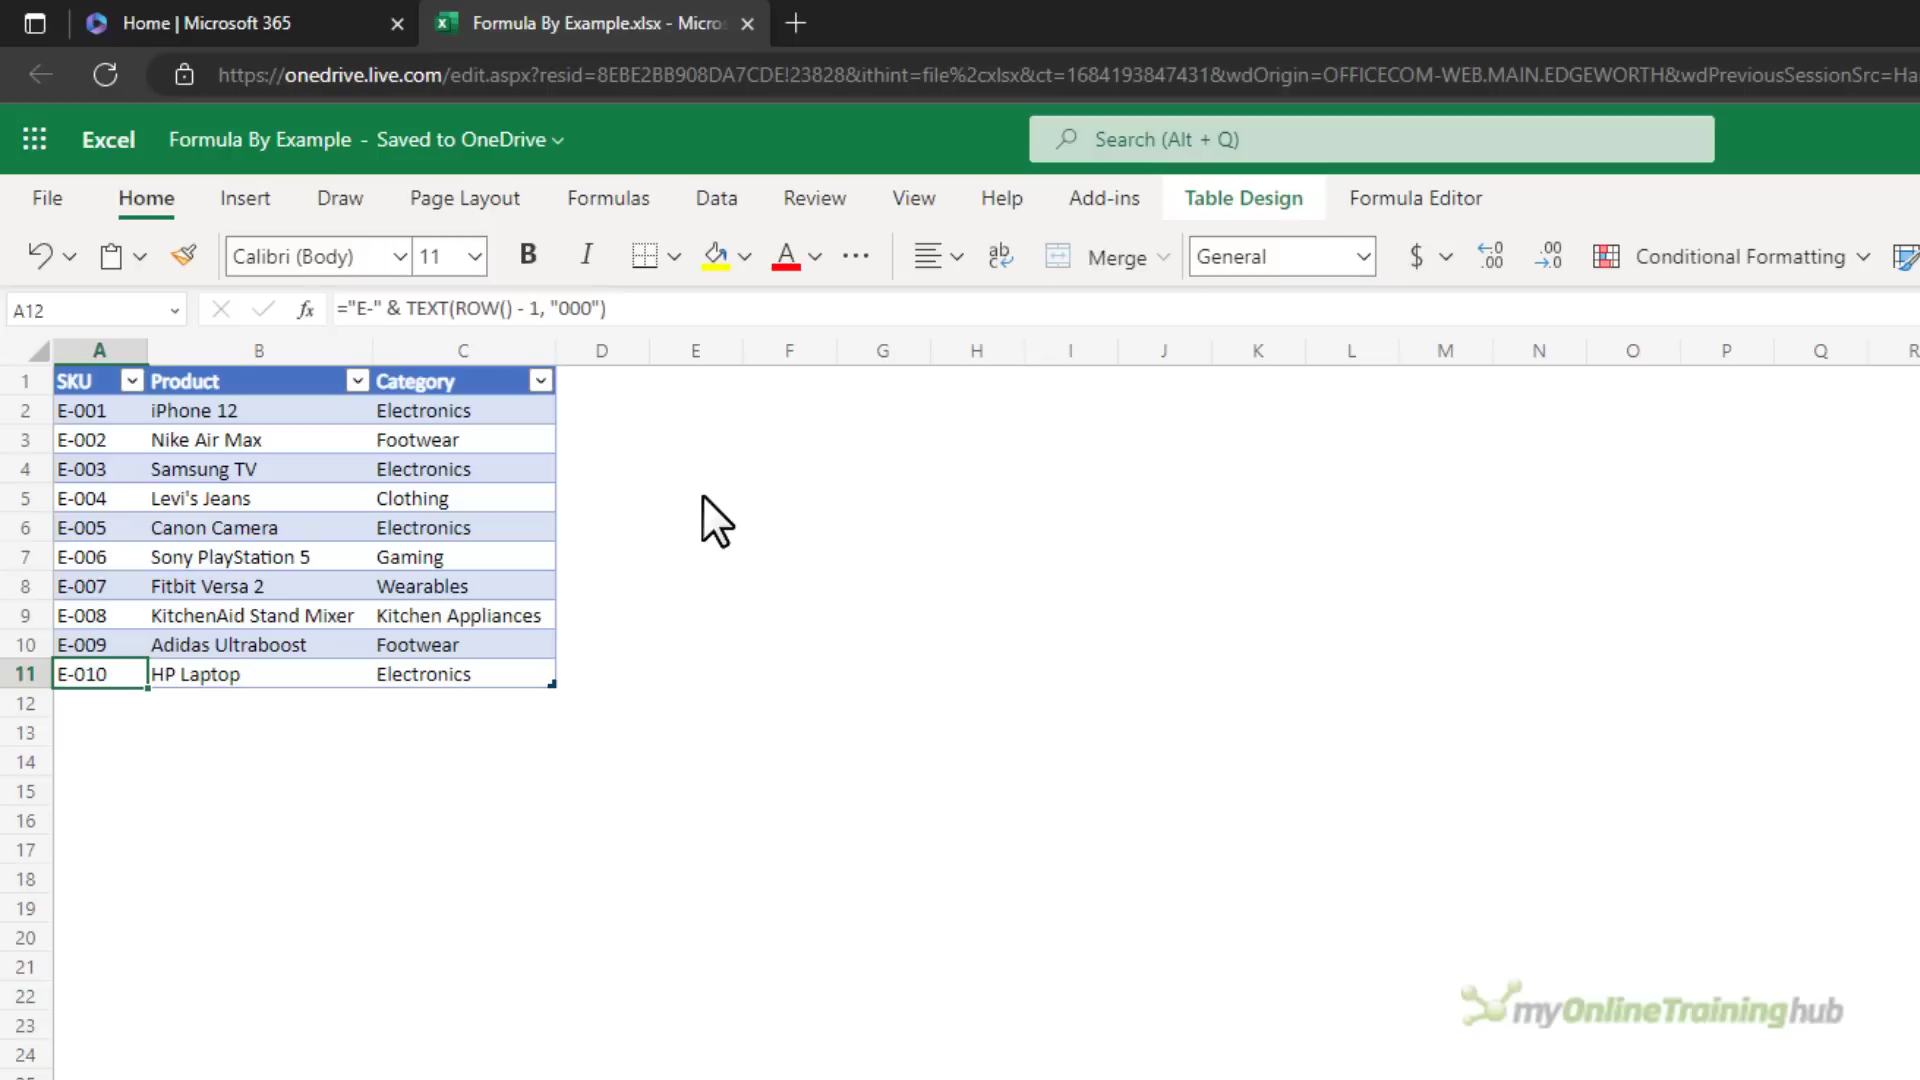 Home | Microsoft 365
Formula By Example.xlsx - Micros
https://onedrive.live.com/edit.aspx?resid=8EBE2BB908DA7CDE!23828&ithint=file%2cxlsx&ct=1684193847431&wdOrigin=OFFICECOM-WEB.MAIN.EDGEWORTH&wdPreviousSessionSrc=Ha
Excel Formula By Example - Saved to OneDrive
Search (Alt + Q)
File Home Insert Draw Page Layout Formulas Data Review View Help Add-ins Table Design Formula Editor
Calibri (Body) 11 B I A ... ab Merge General $ .00 .00 Conditional Formatting
A12 fx ="E-" & TEXT(ROW() - 1, "000")
A B C D E F G H I J K L M N O P Q R
1 SKU Product Category
2 E-001 iPhone 12 Electronics
3 E-002 Nike Air Max Footwear
4 E-003 Samsung TV Electronics
5 E-004 Levi's Jeans Clothing
6 E-005 Canon Camera Electronics
7 E-006 Sony PlayStation 5 Gaming
8 E-007 Fitbit Versa 2 Wearables
9 E-008 KitchenAid Stand Mixer Kitchen Appliances
10 E-009 Adidas Ultraboost Footwear
11 E-010 HP Laptop Electronics
12
13
14
15
16
17
18
19
20
21
22
23
24
myOnlineTraininghub